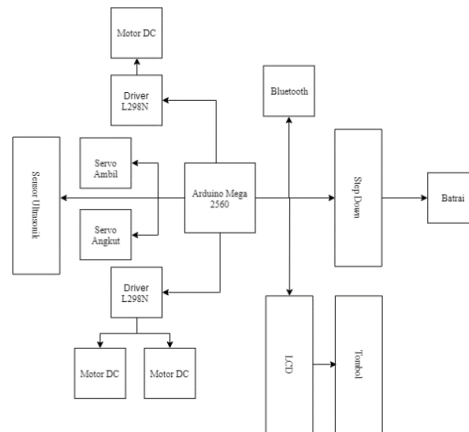 Motor DC
Driver
L298N
Bluetooth
Servo
Ambil
Sensor Ultrasonik
Arduino Mega
2560
Step Down
Batrai
Servo
Angkut
Driver
L298N
LCD
Tombol
Motor DC
Motor DC